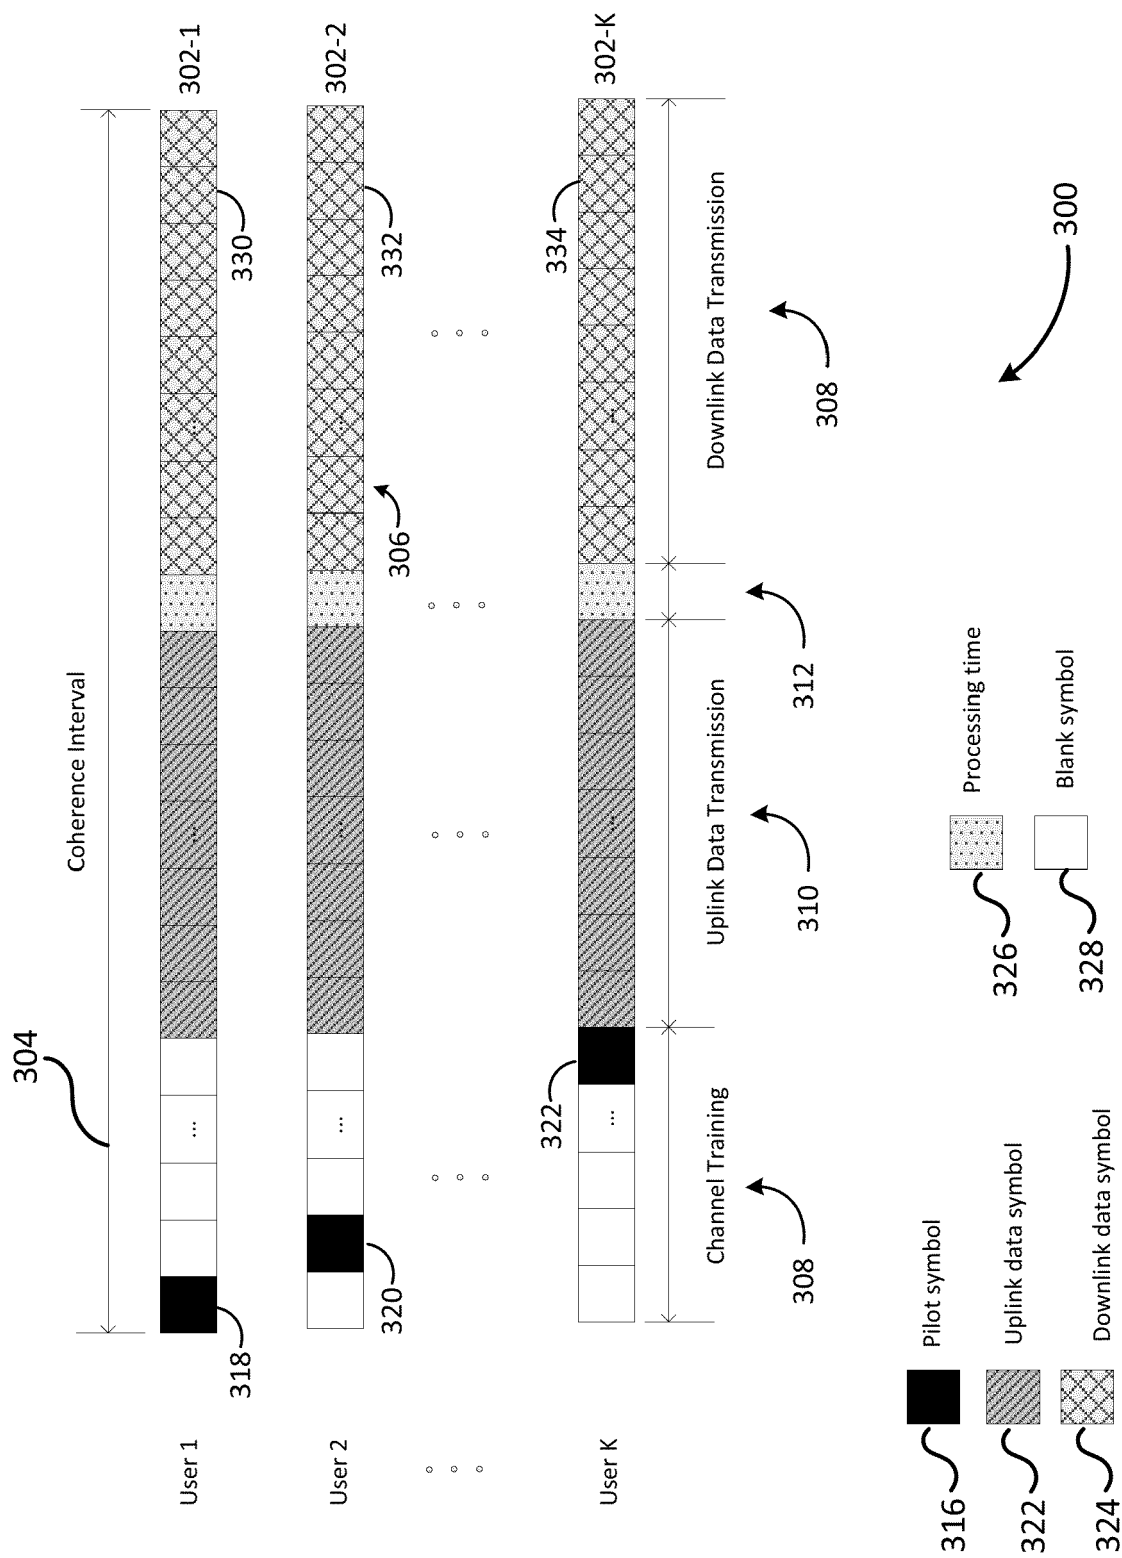 304
Coherence Interval
User 1
318
...
...
...
330
302-1
User 2
320
...
...
...
306
332
302-2
User K
322
...
...
...
334
302-K
Channel Training
Uplink Data Transmission
Downlink Data Transmission
308
310
312
308
300
316
Pilot symbol
322
Uplink data symbol
324
Downlink data symbol
326
Processing time
328
Blank symbol